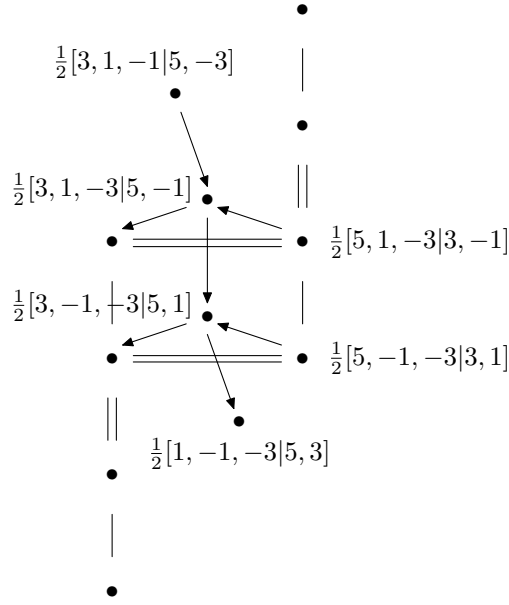 ½[3, 1, −1|5, −3]
½[3, 1, −3|5, −1]
½[5, 1, −3|3, −1]
½[3, −1, −3|5, 1]
½[5, −1, −3|3, 1]
½[1, −1, −3|5, 3]